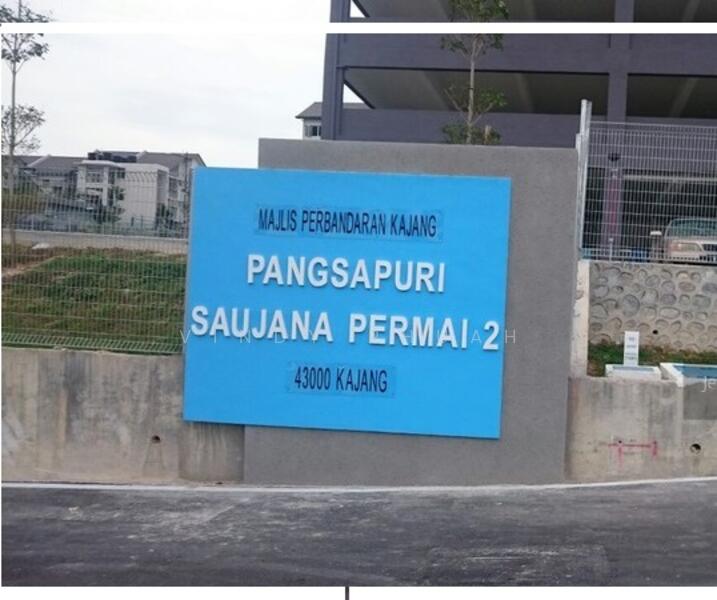 MAJLIS PERBANDARAN KAJANG
PANGSAPURI
SAUJANA PERMAI 2
43000 KAJANG